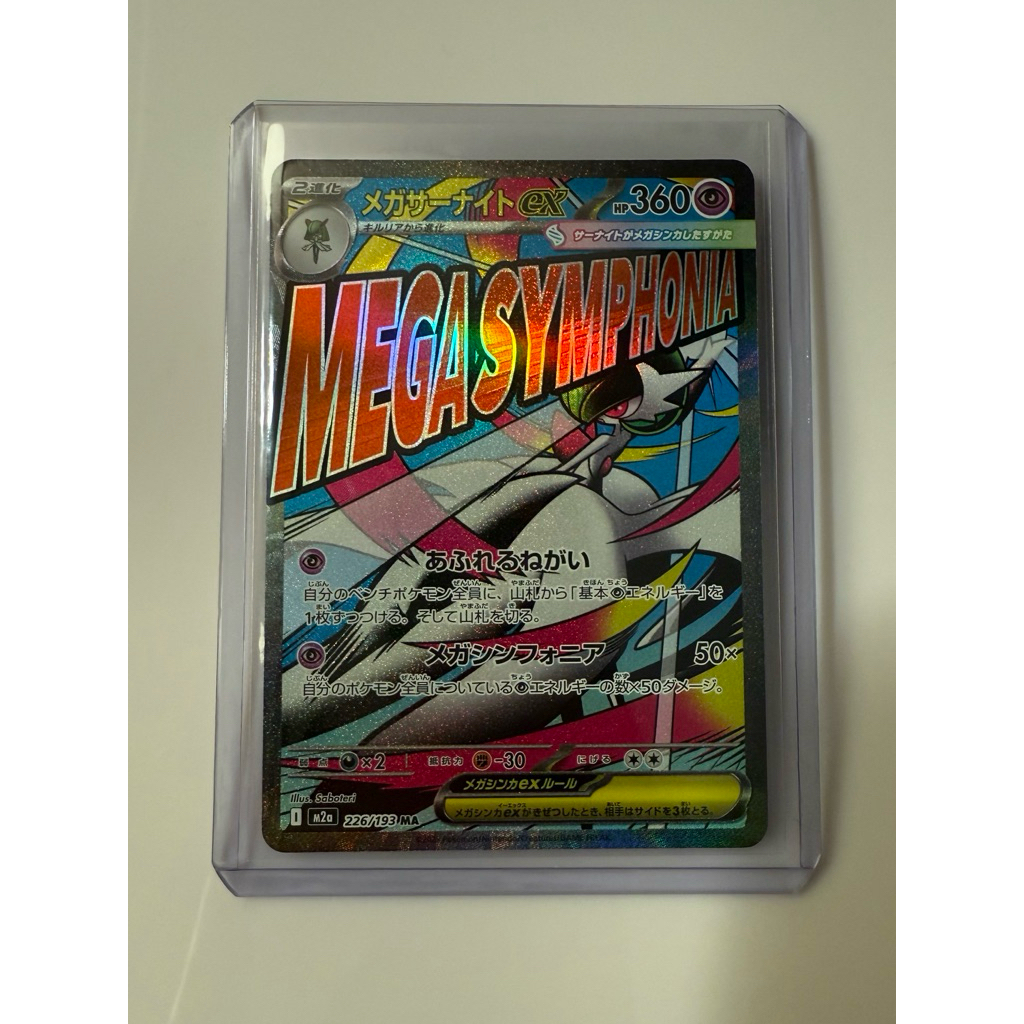 2進化 メガサーナイトex HP360
キルリアから進化
サーナイトがメガシンカしたすがた
MEGA SYMPHONIA
あふれるねがい
自分のベンチポケモン全員に、山札から「基本エネルギー」を
1枚ずつつける。そして山札を切る。
メガシンフォニア 50×
自分のポケモン全員についているエネルギーの数×50ダメージ。
弱点 ×2 抵抗力 -30 にげる
メガシンカexルール
メガシンカexがきぜつしたとき、相手はサイドを3枚とる。
Illus. Saboteri
I m2a 226/193 MA